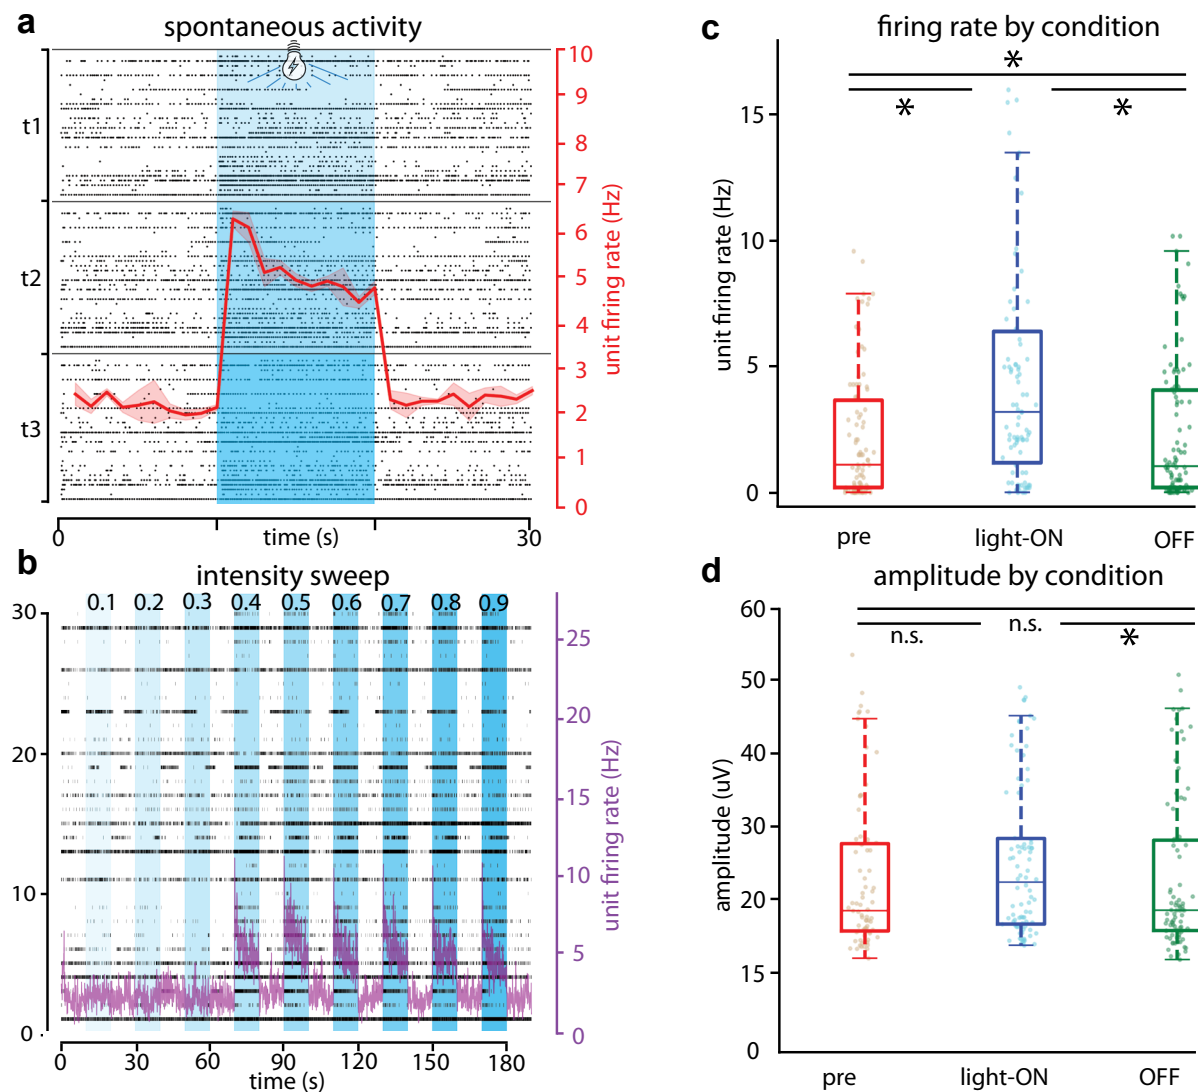 a
spontaneous activity
t1
t2
t3
10
9
8
7
6
5
4
3
2
1
0
unit firing rate (Hz)
0
time (s)
30
b
intensity sweep
0.1 0.2 0.3 0.4 0.5 0.6 0.7 0.8 0.9
30
20
10
0
25
20
15
10
5
0
unit firing rate (Hz)
0 30 60 90 120 150 180
time (s)
c
firing rate by condition
*
* *
15
10
5
0
unit firing rate (Hz)
pre light-ON OFF
d
amplitude by condition
n.s. n.s. *
60
50
40
30
20
15
0
amplitude (uV)
pre light-ON OFF